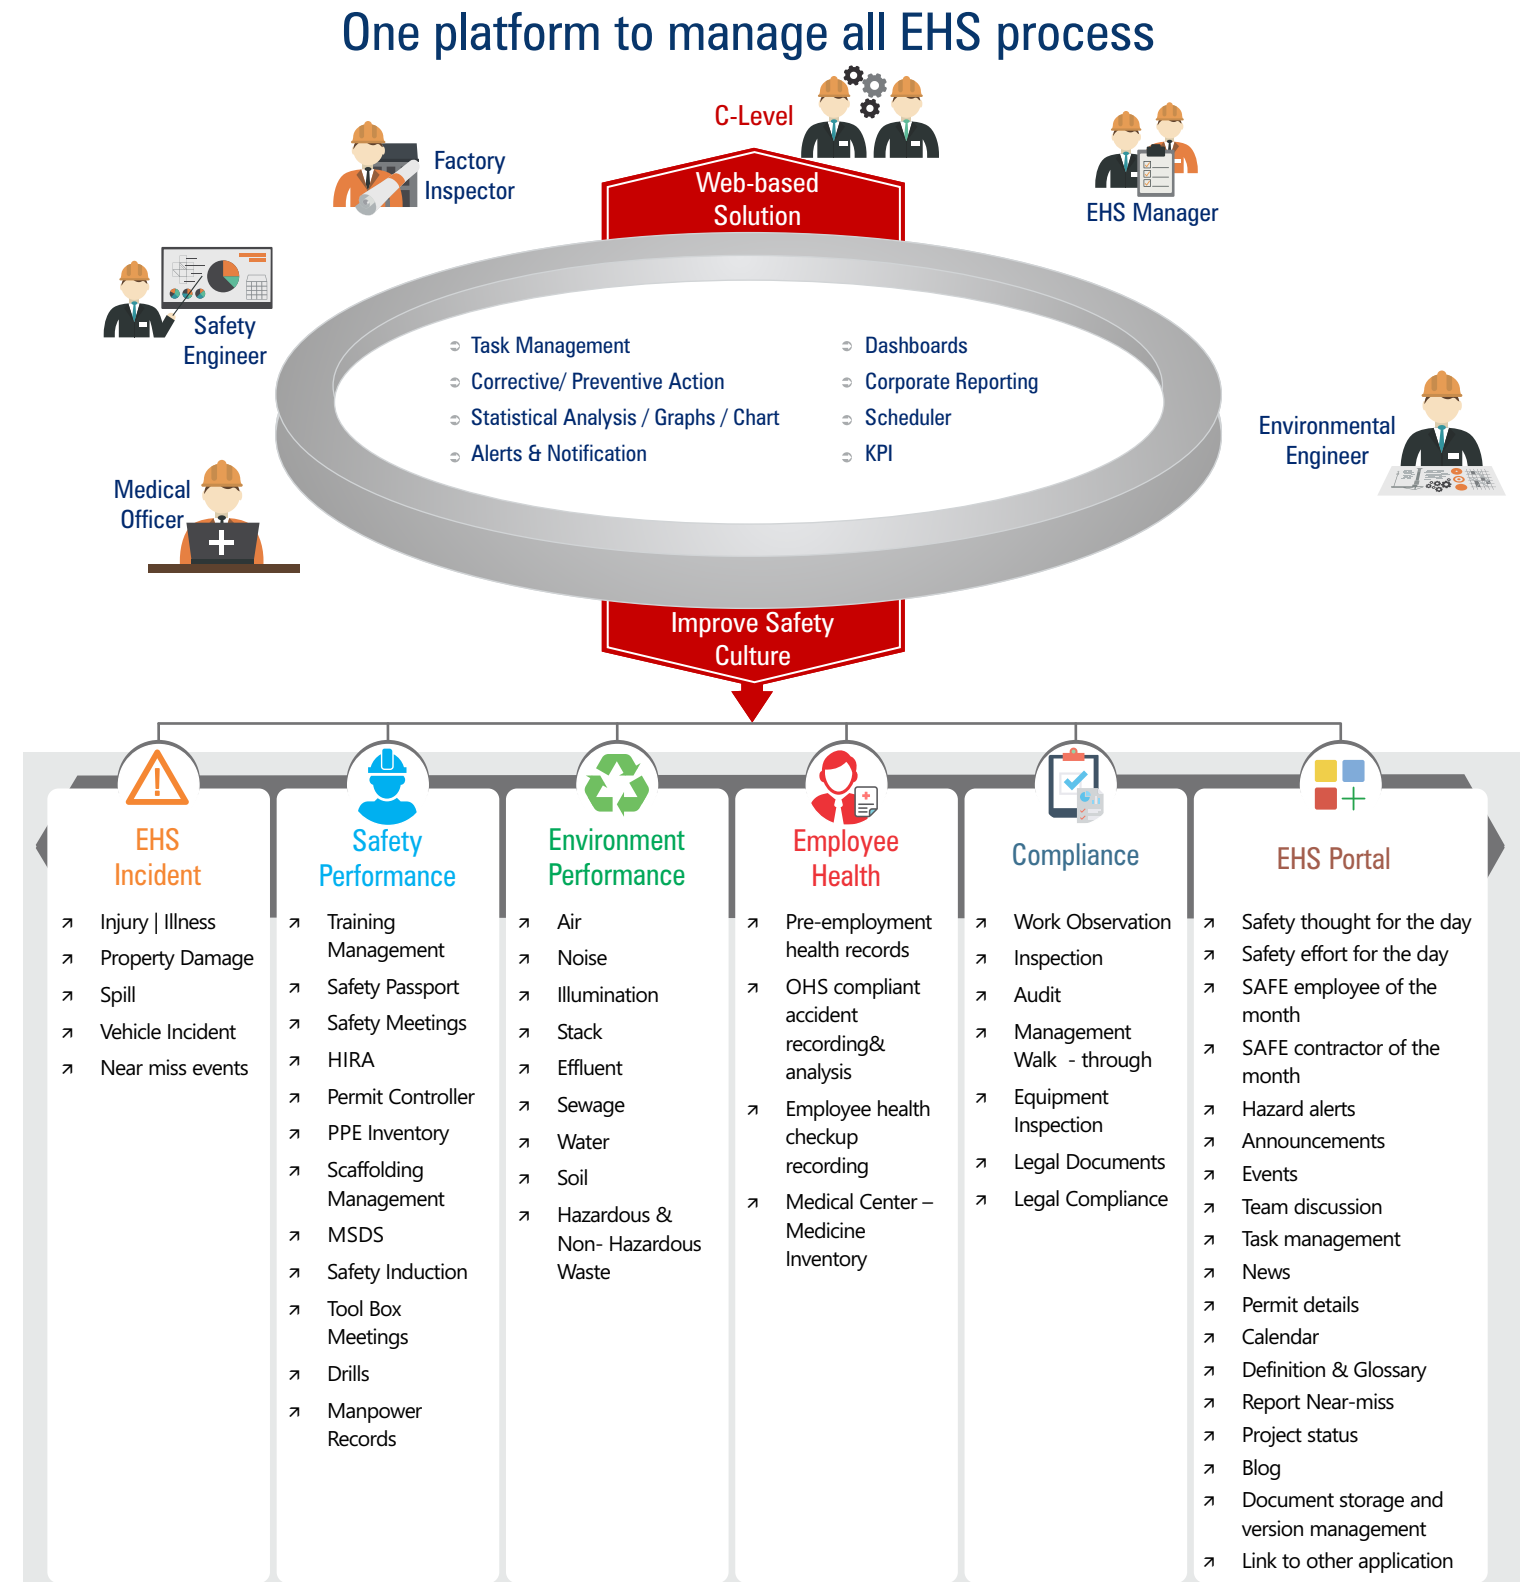 One platform to manage all EHS process
C-Level
Factory
Inspector
Web-based
Solution
EHS Manager
Safety
Engineer
Task Management
Corrective/ Preventive Action
Statistical Analysis / Graphs / Chart
Alerts & Notification
Dashboards
Corporate Reporting
Scheduler
KPI
Environmental
Engineer
Medical
Officer
Improve Safety
Culture
EHS
Incident
Injury | Illness
Property Damage
Spill
Vehicle Incident
Near miss events
Safety
Performance
Training
Management
Safety Passport
Safety Meetings
HIRA
Permit Controller
PPE Inventory
Scaffolding
Management
MSDS
Safety Induction
Tool Box
Meetings
Drills
Manpower
Records
Environment
Performance
Air
Noise
Illumination
Stack
Effluent
Sewage
Water
Soil
Hazardous &
Non- Hazardous
Waste
Employee
Health
Pre-employment
health records
OHS compliant
accident
recording&
analysis
Employee health
checkup
recording
Medical Center –
Medicine
Inventory
Compliance
Work Observation
Inspection
Audit
Management
Walk - through
Equipment
Inspection
Legal Documents
Legal Compliance
EHS Portal
Safety thought for the day
Safety effort for the day
SAFE employee of the
month
SAFE contractor of the
month
Hazard alerts
Announcements
Events
Team discussion
Task management
News
Permit details
Calendar
Definition & Glossary
Report Near-miss
Project status
Blog
Document storage and
version management
Link to other application